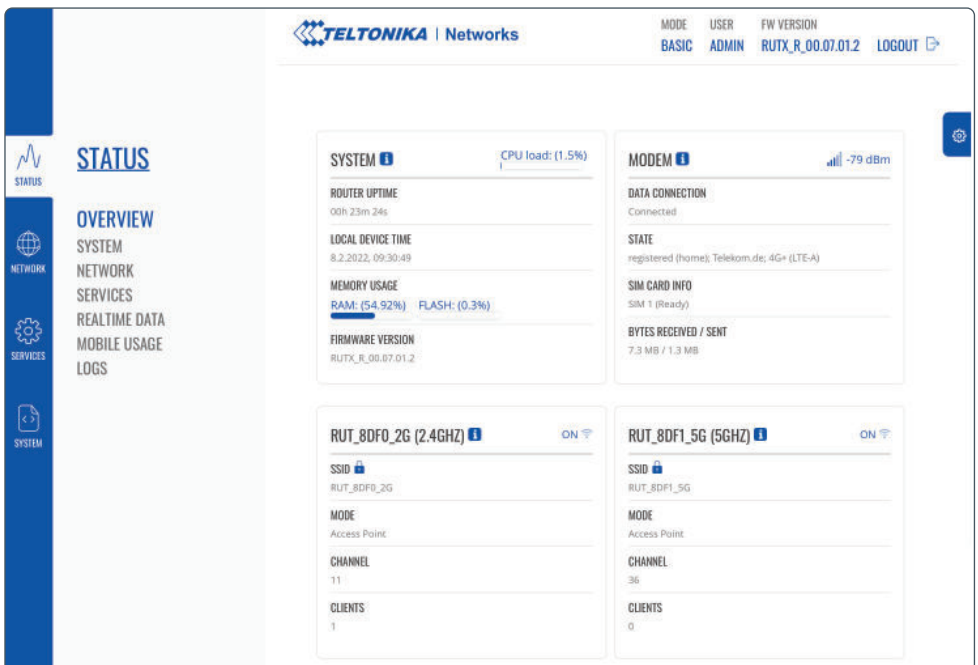 TELTONIKA | Networks
MODE USER FW VERSION
BASIC ADMIN RUTX_R_00.07.01.2 LOGOUT
STATUS
NETWORK
SERVICES
SYSTEM
STATUS
OVERVIEW
SYSTEM
NETWORK
SERVICES
REALTIME DATA
MOBILE USAGE
LOGS
SYSTEM CPU load: (1.5%)
ROUTER UPTIME
00h 23m 24s
LOCAL DEVICE TIME
8.2.2022, 09:30:49
MEMORY USAGE
RAM: (54.92%) FLASH: (0.3%)
FIRMWARE VERSION
RUTX_R_00.07.01.2
MODEM -79 dBm
DATA CONNECTION
Connected
STATE
registered (home); Telekom.de; 4G+ (LTE-A)
SIM CARD INFO
SIM 1 (Ready)
BYTES RECEIVED / SENT
7.3 MB / 1.3 MB
RUT_8DF0_2G (2.4GHZ) ON
SSID
RUT_8DF0_2G
MODE
Access Point
CHANNEL
11
CLIENTS
1
RUT_8DF1_5G (5GHZ) ON
SSID
RUT_8DF1_5G
MODE
Access Point
CHANNEL
36
CLIENTS
0